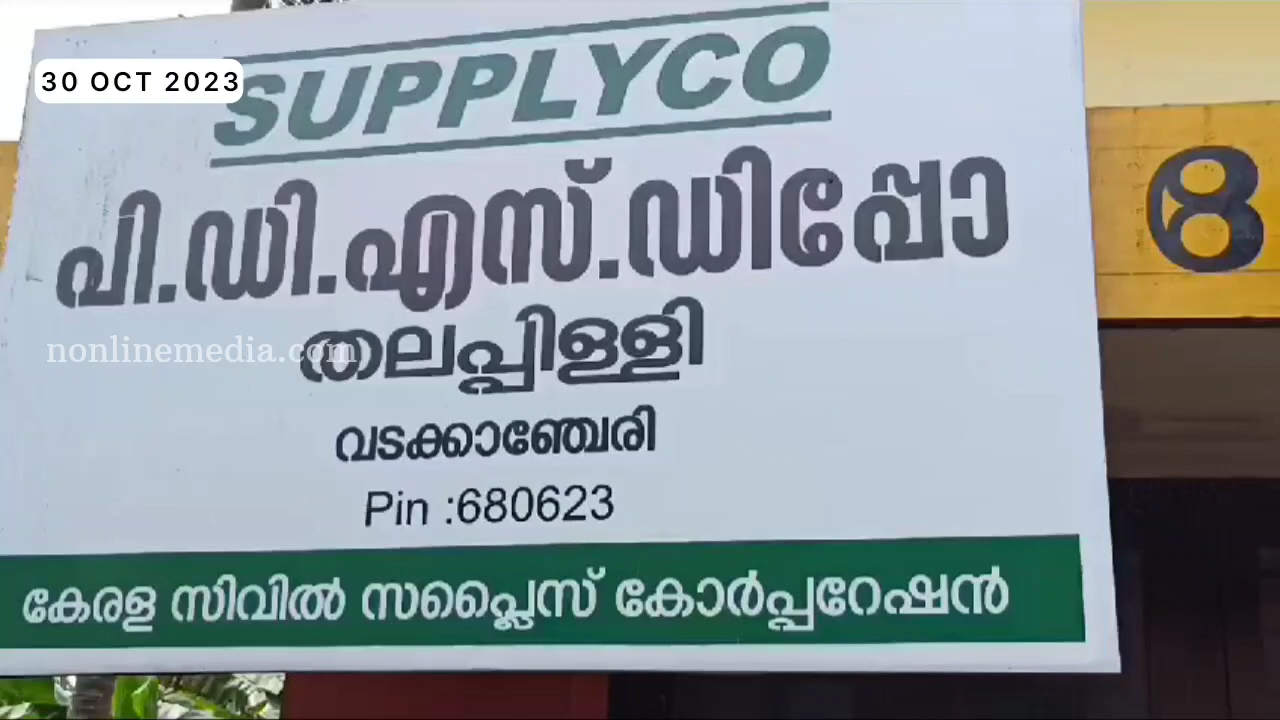 30 OCT 2023
SUPPLYCO
പി.ഡി.എസ്.ഡിപ്പോ
തലപ്പിള്ളി
nonlinemedia.com
വടക്കാഞ്ചേരി
Pin :680623
കേരള സിവിൽ സപ്ലൈസ് കോർപ്പറേഷൻ
8